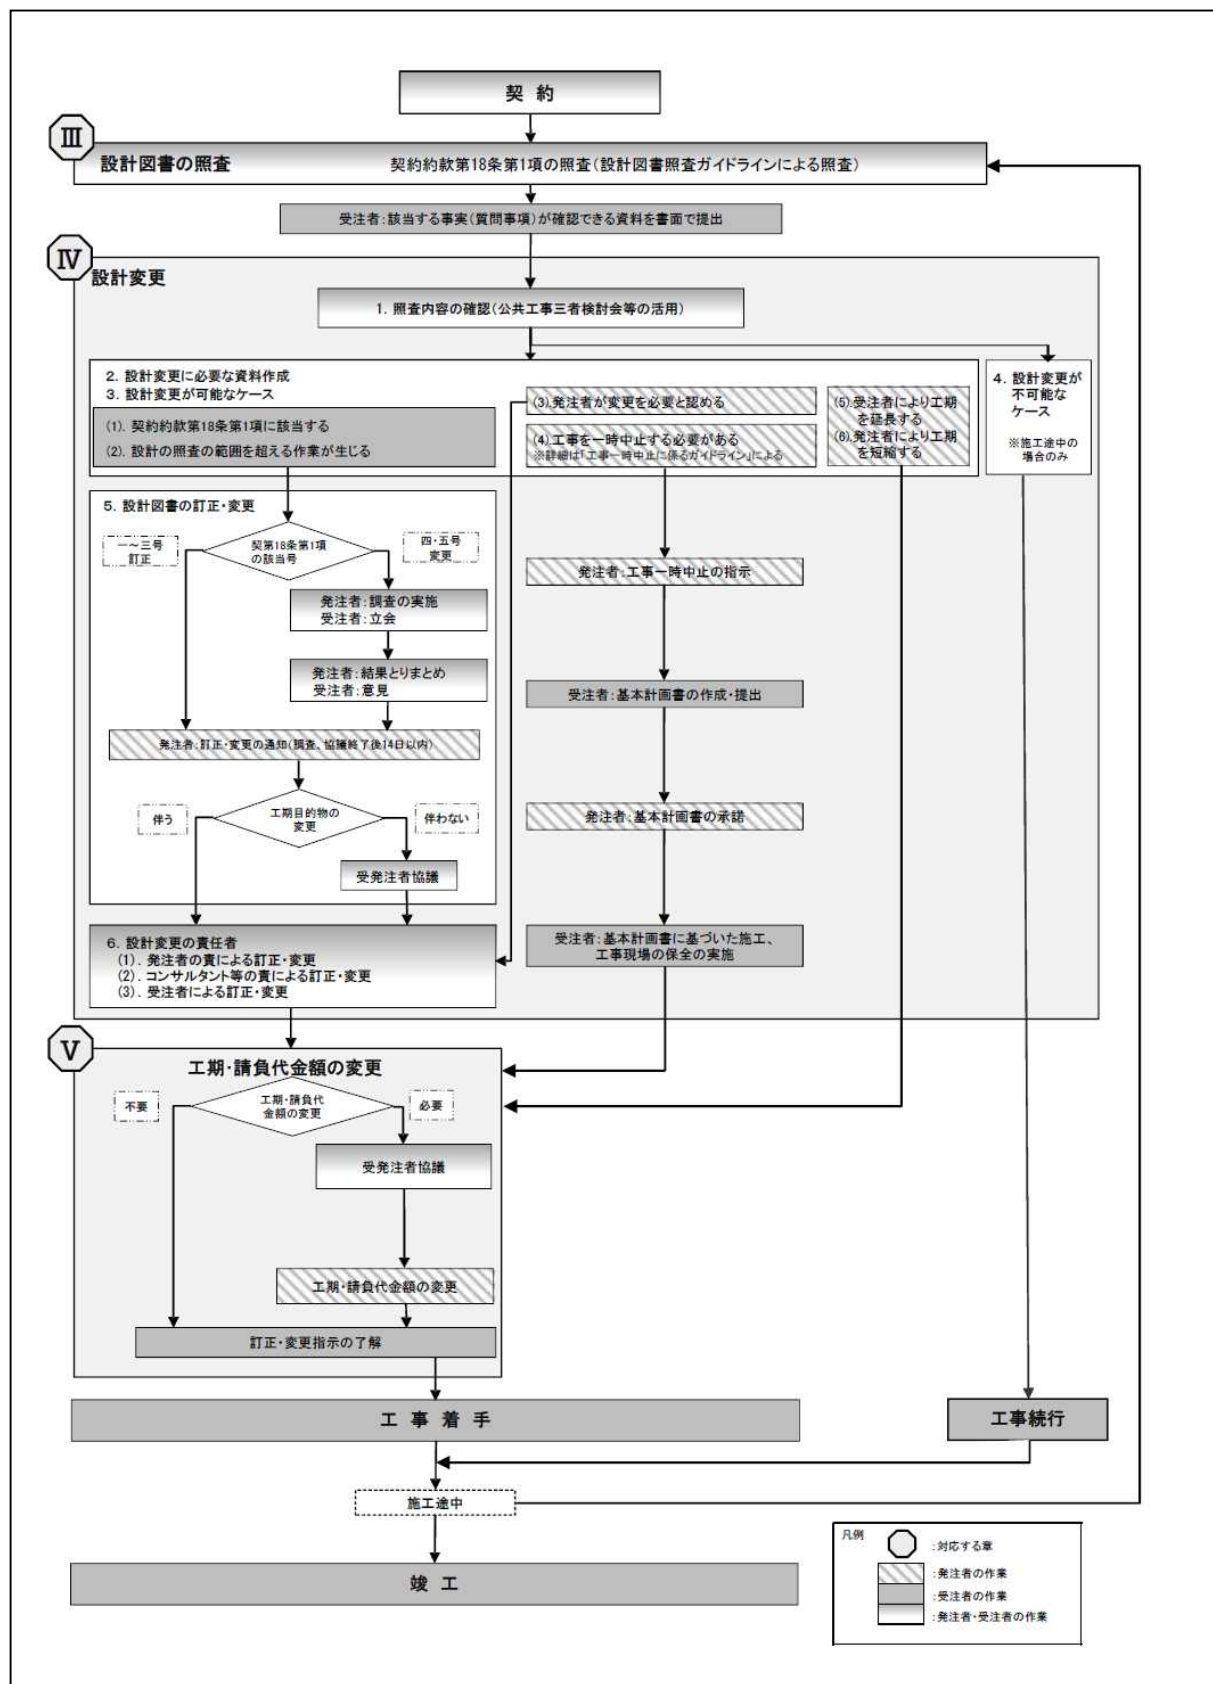 契 約
Ⅲ
設計図書の照査 契約約款第18条第1項の照査(設計図書照査ガイドラインによる照査)
受注者:該当する事実(質問事項)が確認できる資料を書面で提出
Ⅳ
設計変更
1. 照査内容の確認(公共工事三者検討会等の活用)
2. 設計変更に必要な資料作成
3. 設計変更が可能なケース
(1). 契約約款第18条第1項に該当する
(2). 設計の照査の範囲を超える作業が生じる
(3).発注者が変更を必要と認める
(4).工事を一時中止する必要がある
※詳細は「工事一時中止に係るガイドライン」による
(5).受注者により工期
を延長する
(6).発注者により工期
を短縮する
4. 設計変更が
不可能な
ケース
※施工途中の
場合のみ
5. 設計図書の訂正・変更
一～三号
訂正
契第18条第1項
の該当号
四・五号
変更
発注者:調査の実施
受注者:立会
発注者:結果とりまとめ
受注者:意見
発注者:訂正・変更の通知(調査、協議終了後14日以内)
伴う
工期目的物の
変更
伴わない
受発注者協議
発注者:工事一時中止の指示
受注者:基本計画書の作成・提出
発注者:基本計画書の承諾
受注者:基本計画書に基づいた施工、
工事現場の保全の実施
6. 設計変更の責任者
(1). 発注者の責による訂正・変更
(2). コンサルタント等の責による訂正・変更
(3). 受注者による訂正・変更
Ⅴ
工期・請負代金額の変更
不要
工期・請負代
金額の変更
必要
受発注者協議
工期・請負代金額の変更
訂正・変更指示の了解
工 事 着 手
工事続行
施工途中
竣 工
凡例
:対応する章
:発注者の作業
:受注者の作業
:発注者・受注者の作業